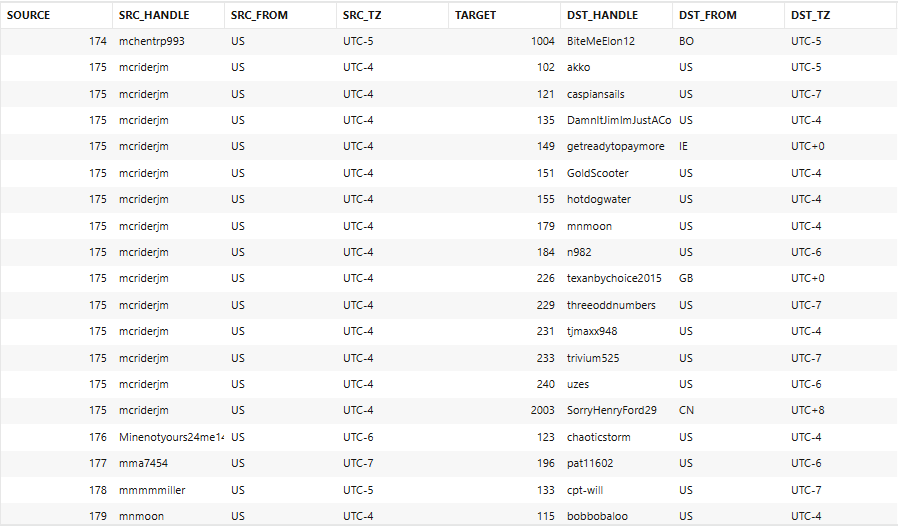 SOURCE SRC_HANDLE SRC_FROM SRC_TZ TARGET DST_HANDLE DST_FROM DST_TZ
174 mchentrp993 US UTC-5 1004 BiteMeElon12 BO UTC-5
175 mcriderjm US UTC-4 102 akko US UTC-5
175 mcriderjm US UTC-4 121 caspiansails US UTC-7
175 mcriderjm US UTC-4 135 DamnItJimImJustACo US UTC-4
175 mcriderjm US UTC-4 149 getreadytopaymore IE UTC+0
175 mcriderjm US UTC-4 151 GoldScooter US UTC-4
175 mcriderjm US UTC-4 155 hotdogwater US UTC-4
175 mcriderjm US UTC-4 179 mnmoon US UTC-4
175 mcriderjm US UTC-4 184 n982 US UTC-6
175 mcriderjm US UTC-4 226 texanbychoice2015 GB UTC+0
175 mcriderjm US UTC-4 229 threeoddnumbers US UTC-7
175 mcriderjm US UTC-4 231 tjmaxx948 US UTC-4
175 mcriderjm US UTC-4 233 trivium525 US UTC-7
175 mcriderjm US UTC-4 240 uzes US UTC-6
175 mcriderjm US UTC-4 2003 SorryHenryFord29 CN UTC+8
176 Minenotyours24me14 US UTC-6 123 chaoticstorm US UTC-4
177 mma7454 US UTC-7 196 pat11602 US UTC-6
178 mmmmmiller US UTC-5 133 cpt-will US UTC-7
179 mnmoon US UTC-4 115 bobbobaloo US UTC-4